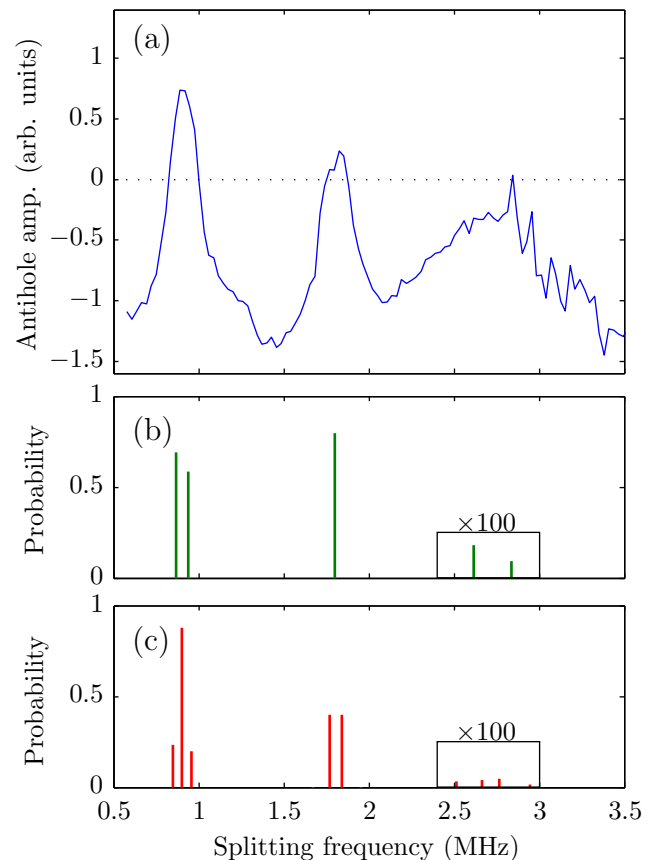 (a)
Antihole amp. (arb. units)
1
0.5
0
−0.5
−1
−1.5
(b)
Probability
1
0.5
0
×100
(c)
Probability
1
0.5
0
×100
0.5 1 1.5 2 2.5 3 3.5
Splitting frequency (MHz)